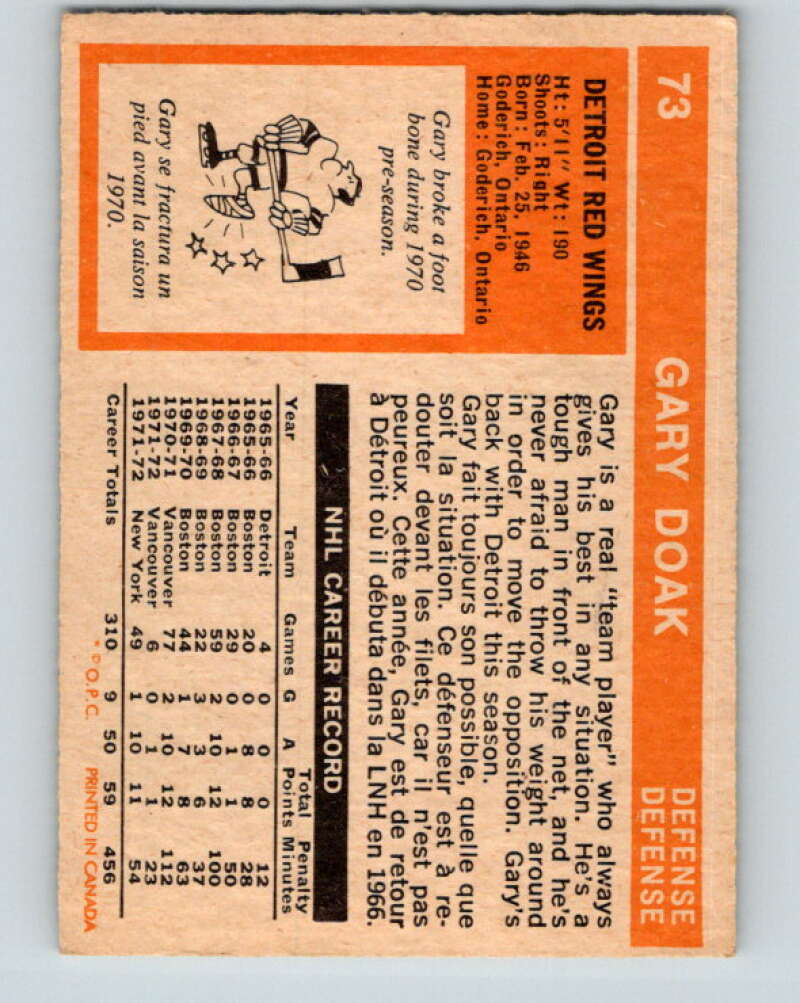 73
GARY DOAK
DEFENSE
DEFENSE
DETROIT RED WINGS
Ht: 5'11" Wt: 190
Shoots: Right
Born: Feb. 25, 1946
Goderich, Ontario
Home: Goderich, Ontario
Gary broke a foot
bone during 1970
pre-season.
Gary se fractura un
pied avant la saison
1970.
Gary is a real "team player" who always
gives his best in any situation. He's a
tough man in front of the net, and he's
never afraid to throw his weight around
in order to move the opposition. Gary's
back with Detroit this season.
Gary fait toujours son possible, quelle que
soit la situation. Ce défenseur est à re-
douter devant les filets, car il n'est pas
peureux. Cette année, Gary est de retour
à Détroit où il débuta dans la LNH en 1966.
NHL CAREER RECORD
Total Penalty
Year Team Games G A Points Minutes
1965-66 Detroit 4 0 0 0 12
1965-66 Boston 20 0 8 8 28
1966-67 Boston 29 0 1 1 50
1967-68 Boston 59 2 10 12 100
1968-69 Boston 22 3 3 6 37
1969-70 Boston 44 1 7 8 63
1970-71 Vancouver 77 2 10 12 112
1971-72 Vancouver 6 0 1 1 23
1971-72 New York 49 1 10 11 54
Career Totals 310 9 50 59 456
* © O.P.C. PRINTED IN CANADA